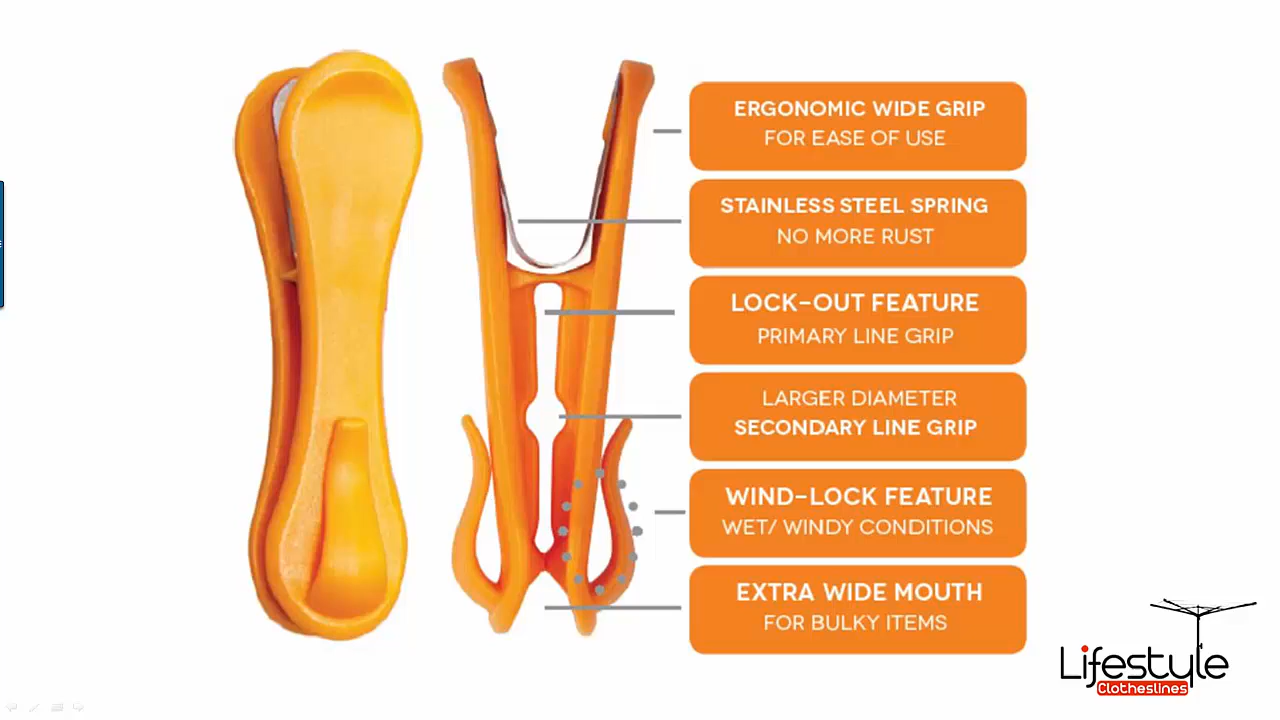 ERGONOMIC WIDE GRIP
FOR EASE OF USE
STAINLESS STEEL SPRING
NO MORE RUST
LOCK-OUT FEATURE
PRIMARY LINE GRIP
LARGER DIAMETER
SECONDARY LINE GRIP
WIND-LOCK FEATURE
WET/ WINDY CONDITIONS
EXTRA WIDE MOUTH
FOR BULKY ITEMS
Lifestyle
Clotheslines